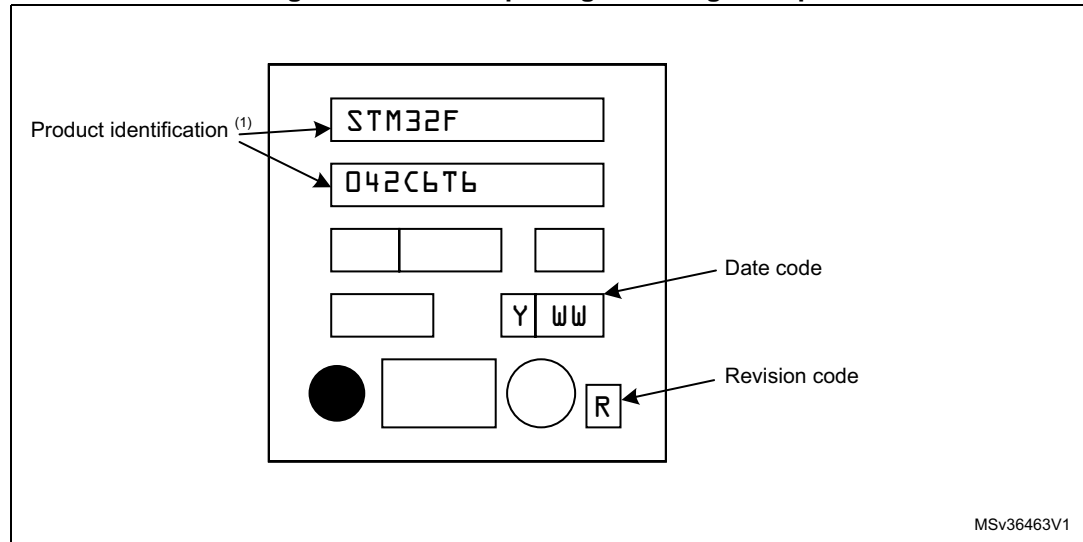 STM32F
Product identification (1)
042C6T6
Date code
Y WW
Revision code
R
MSv36463V1